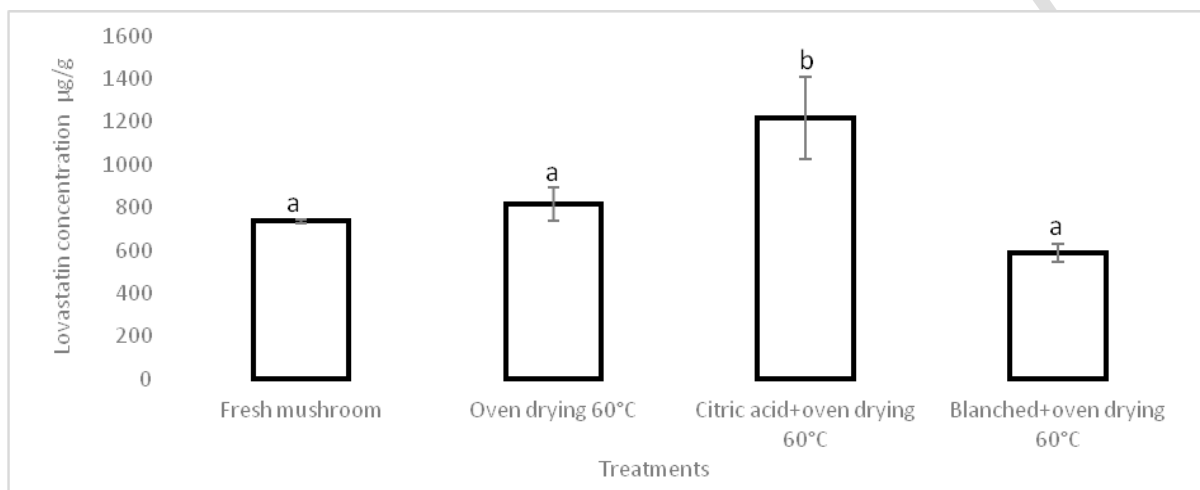 Lovastatin concentration µg/g
1600
1400
1200
1000
800
600
400
200
0
a
a
b
a
Fresh mushroom
Oven drying 60°C
Citric acid+oven drying
60°C
Blanched+oven drying
60°C
Treatments